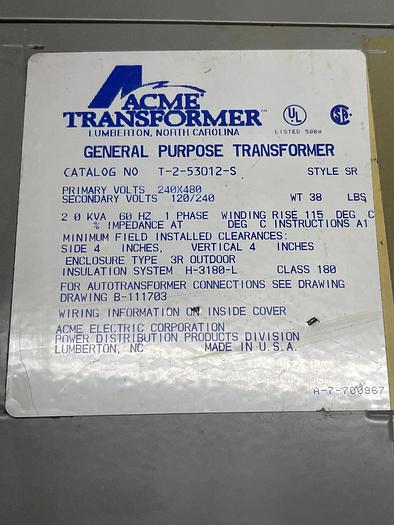 ACME
TRANSFORMER™
LUMBERTON, NORTH CAROLINA
UL
LISTED 50B0
GENERAL PURPOSE TRANSFORMER
CATALOG NO T-2-53012-S STYLE SR
PRIMARY VOLTS 240X480
SECONDARY VOLTS 120/240 WT 38 LBS
2 0 KVA 60 HZ 1 PHASE WINDING RISE 115 DEG C
% IMPEDANCE AT DEG C INSTRUCTIONS A1
MINIMUM FIELD INSTALLED CLEARANCES:
SIDE 4 INCHES, VERTICAL 4 INCHES
ENCLOSURE TYPE 3R OUTDOOR
INSULATION SYSTEM H-3180-L CLASS 180
FOR AUTOTRANSFORMER CONNECTIONS SEE DRAWING
DRAWING B-111703
WIRING INFORMATION ON INSIDE COVER
ACME ELECTRIC CORPORATION
POWER DISTRIBUTION PRODUCTS DIVISION
LUMBERTON, NC MADE IN U.S.A.
A-7-700967